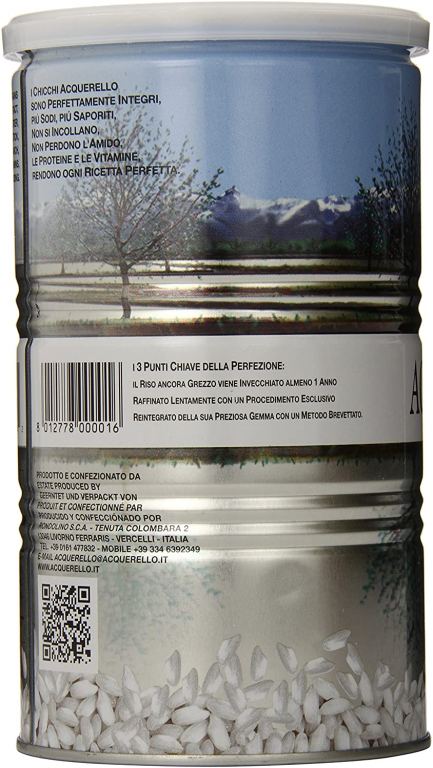 I CHICCHI ACQUERELLO
SONO PERFETTAMENTE INTEGRI,
PIÙ SODI, PIÙ SAPORITI,
NON SI INCOLLANO,
NON PERDONO L'AMIDO,
LE PROTEINE E LE VITAMINE,
RENDONO OGNI RICETTA PERFETTA.
I 3 PUNTI CHIAVE DELLA PERFEZIONE:
IL RISO ANCORA GREZZO VIENE INVECCHIATO ALMENO 1 ANNO
RAFFINATO LENTAMENTE CON UN PROCEDIMENTO ESCLUSIVO
REINTEGRATO DELLA SUA PREZIOSA GEMMA CON UN METODO BREVETTATO.
8 012778 000016
PRODOTTO E CONFEZIONATO DA
ESTATE PRODUCED BY
GEERNTET UND VERPACKT VON
PRODUIT ET CONFECTIONNÉ PAR
PRODUCIDO Y CONFECCIONADO POR
RONDOLINO S.C.A. - TENUTA COLOMBARA 2
13046 LIVORNO FERRARIS - VERCELLI - ITALIA
TEL. +39 0161 477832 - MOBILE +39 334 6392349
E-MAIL ACQUERELLO@ACQUERELLO.IT
WWW.ACQUERELLO.IT